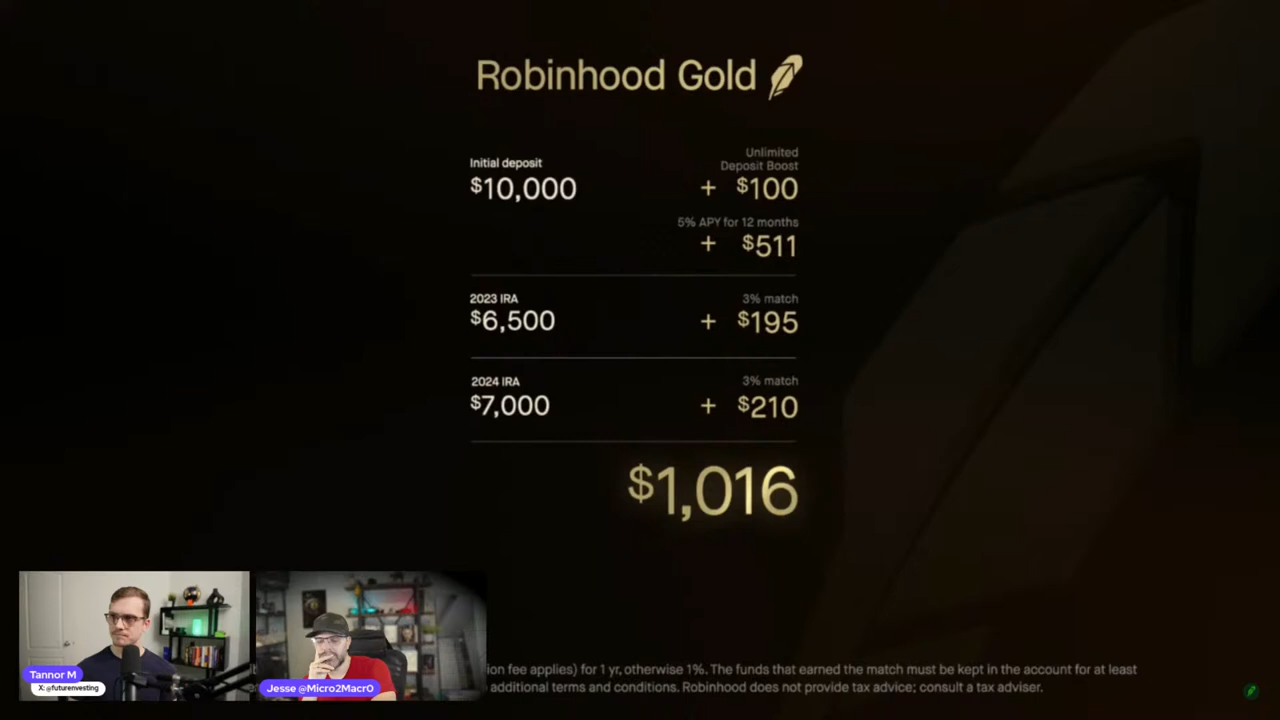 Robinhood Gold
Unlimited
Deposit Boost
Initial deposit
$10,000
+ $100
5% APY for 12 months
+ $511
2023 IRA
3% match
$6,500
+ $195
2024 IRA
3% match
$7,000
+ $210
$1,016
ion fee applies) for 1 yr, otherwise 1%. The funds that earned the match must be kept in the account for at least
additional terms and conditions. Robinhood does not provide tax advice; consult a tax adviser.
Tannor M
X: @futurenvesting
Jesse @Micro2Macr0